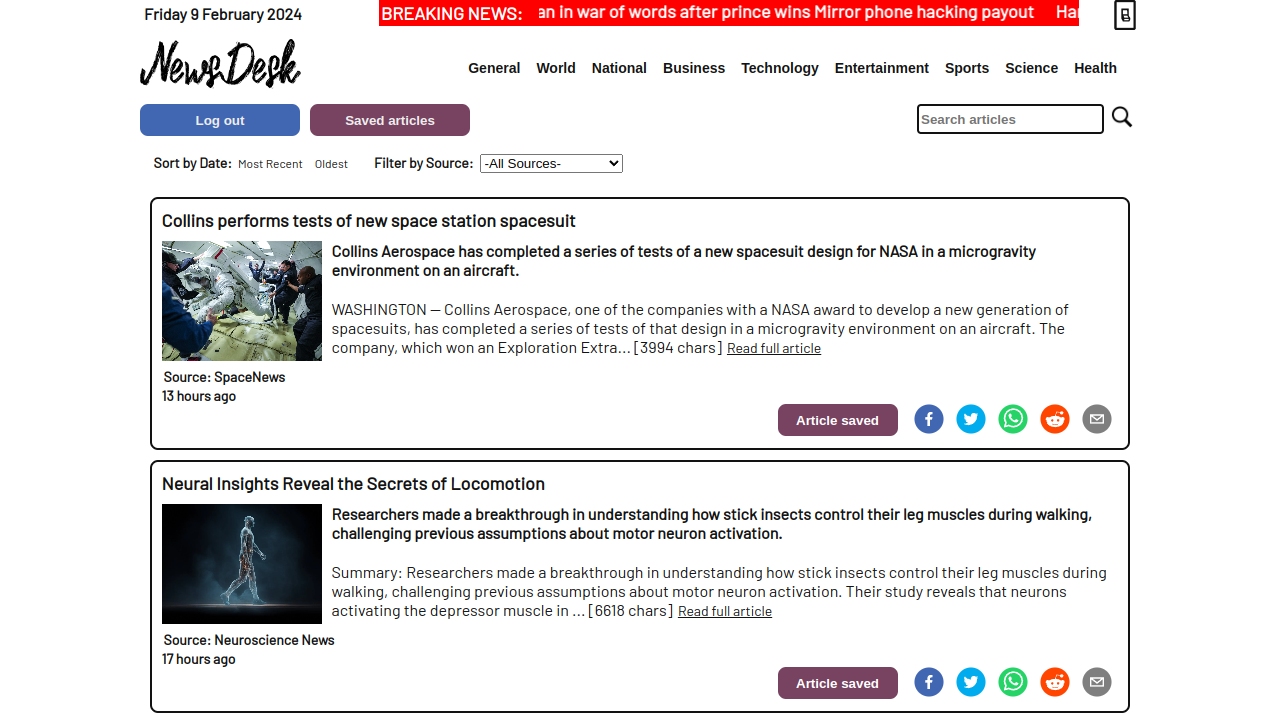 Friday 9 February 2024
BREAKING NEWS: an in war of words after prince wins Mirror phone hacking payout Har
NewsDesk
General World National Business Technology Entertainment Sports Science Health
Log out Saved articles Search articles
Sort by Date: Most Recent Oldest Filter by Source: -All Sources-
Collins performs tests of new space station spacesuit
Collins Aerospace has completed a series of tests of a new spacesuit design for NASA in a microgravity
environment on an aircraft.
WASHINGTON — Collins Aerospace, one of the companies with a NASA award to develop a new generation of
spacesuits, has completed a series of tests of that design in a microgravity environment on an aircraft. The
company, which won an Exploration Extra… [3994 chars] Read full article
Source: SpaceNews
13 hours ago
Article saved
Neural Insights Reveal the Secrets of Locomotion
Researchers made a breakthrough in understanding how stick insects control their leg muscles during walking,
challenging previous assumptions about motor neuron activation.
Summary: Researchers made a breakthrough in understanding how stick insects control their leg muscles during
walking, challenging previous assumptions about motor neuron activation. Their study reveals that neurons
activating the depressor muscle in … [6618 chars] Read full article
Source: Neuroscience News
17 hours ago
Article saved